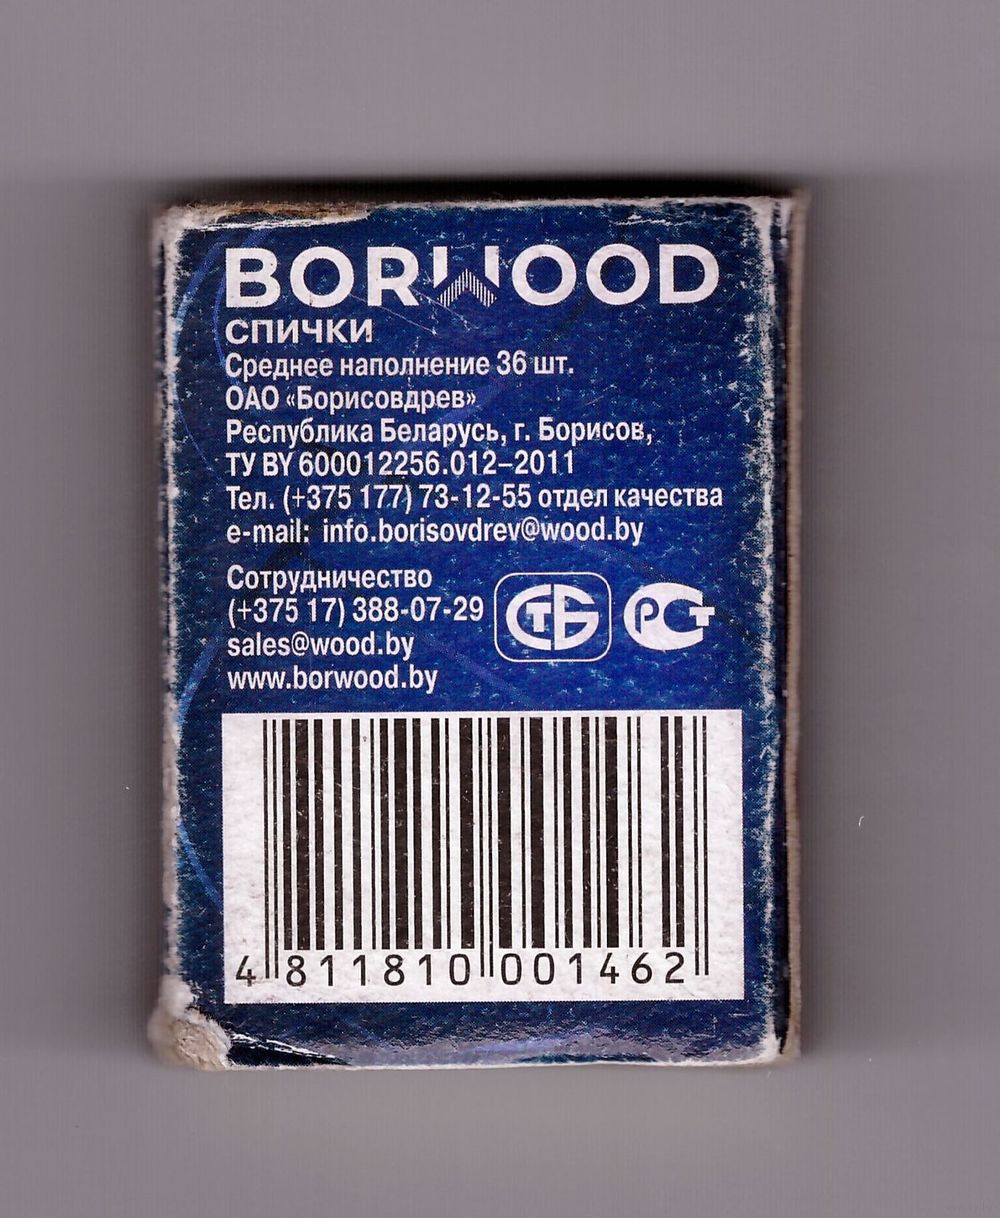 BORWOOD
СПИЧКИ
Среднее наполнение 36 шт.
ОАО «Борисовдрев»
Республика Беларусь, г. Борисов,
ТУ BY 600012256.012–2011
Тел. (+375 177) 73-12-55 отдел качества
e-mail: info.borisovdrev@wood.by
Сотрудничество
(+375 17) 388-07-29
sales@wood.by
www.borwood.by
СТБ РСТ
4 811810 001462